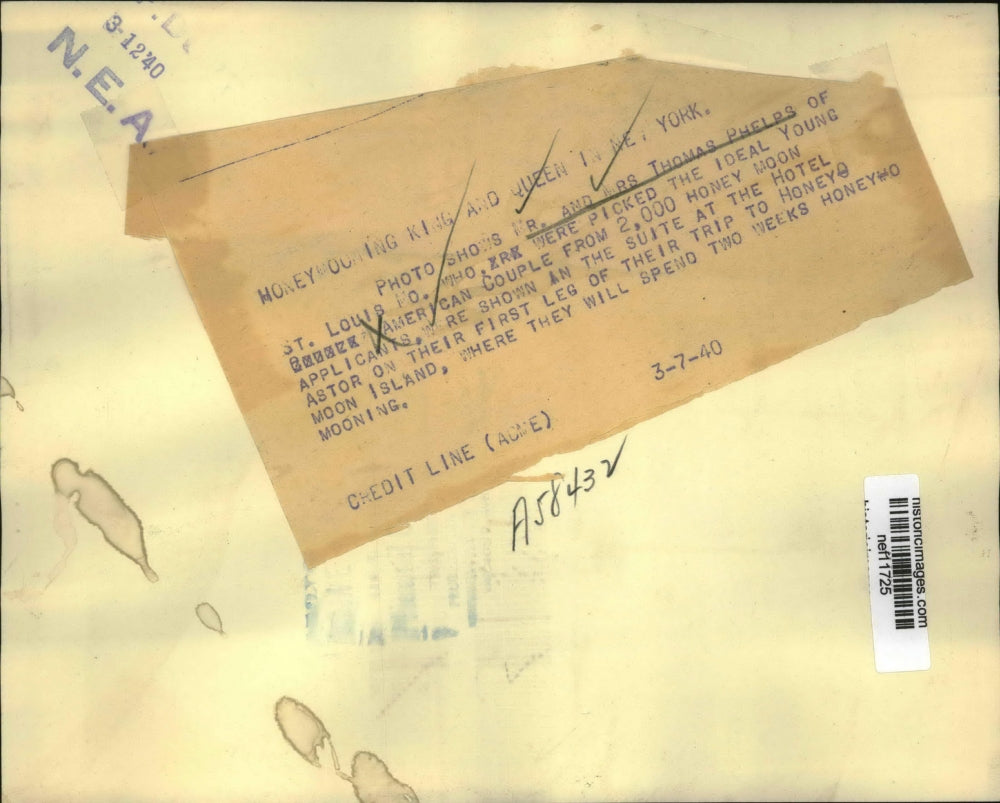 3-12'40
N.E.A.
HONEYMOONING KING AND QUEEN IN NEW YORK.
PHOTO SHOWS MR. AND MRS THOMAS PHELPS OF
ST. LOUIS MO. WHO WERE PICKED THE IDEAL YOUNG
AMERICAN COUPLE FROM 2,000 HONEY MOON
APPLICANTS, WERE SHOWN IN THE SUITE AT THE HOTEL
ASTOR ON THEIR FIRST LEG OF THEIR TRIP TO HONEY
MOON ISLAND, WHERE THEY WILL SPEND TWO WEEKS HONEYMO
MOONING.
3-7-40
CREDIT LINE (ACME)
A58432
historicimages.com
nef11725